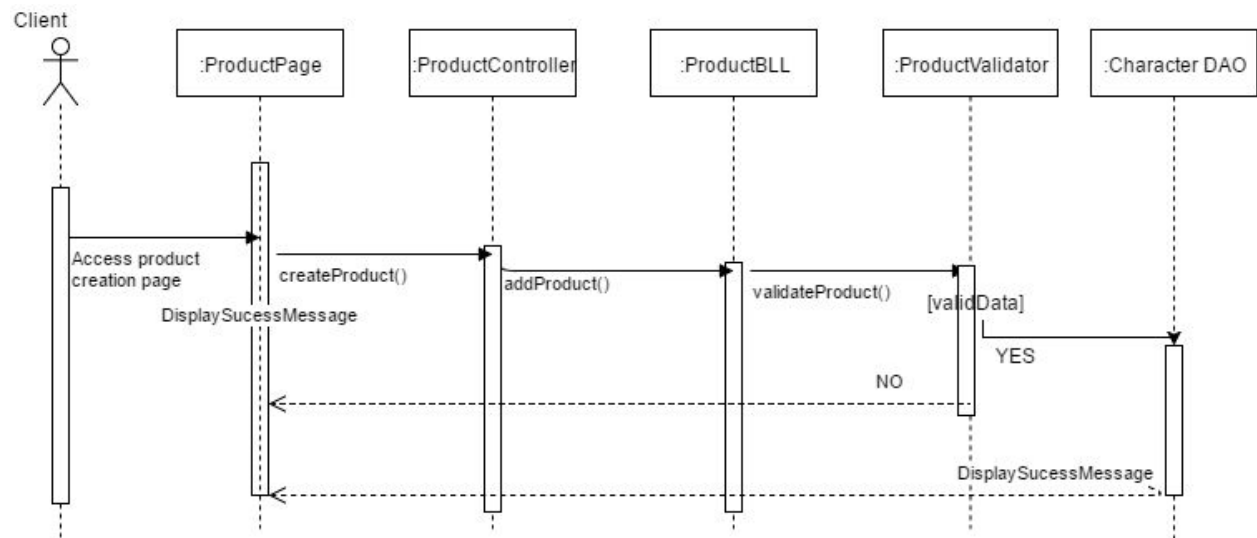 Client
:ProductPage
:ProductController
:ProductBLL
:ProductValidator
:Character DAO
Access product
creation page
createProduct()
addProduct()
validateProduct()
[validData]
DisplaySucessMessage
YES
NO
DisplaySucessMessage